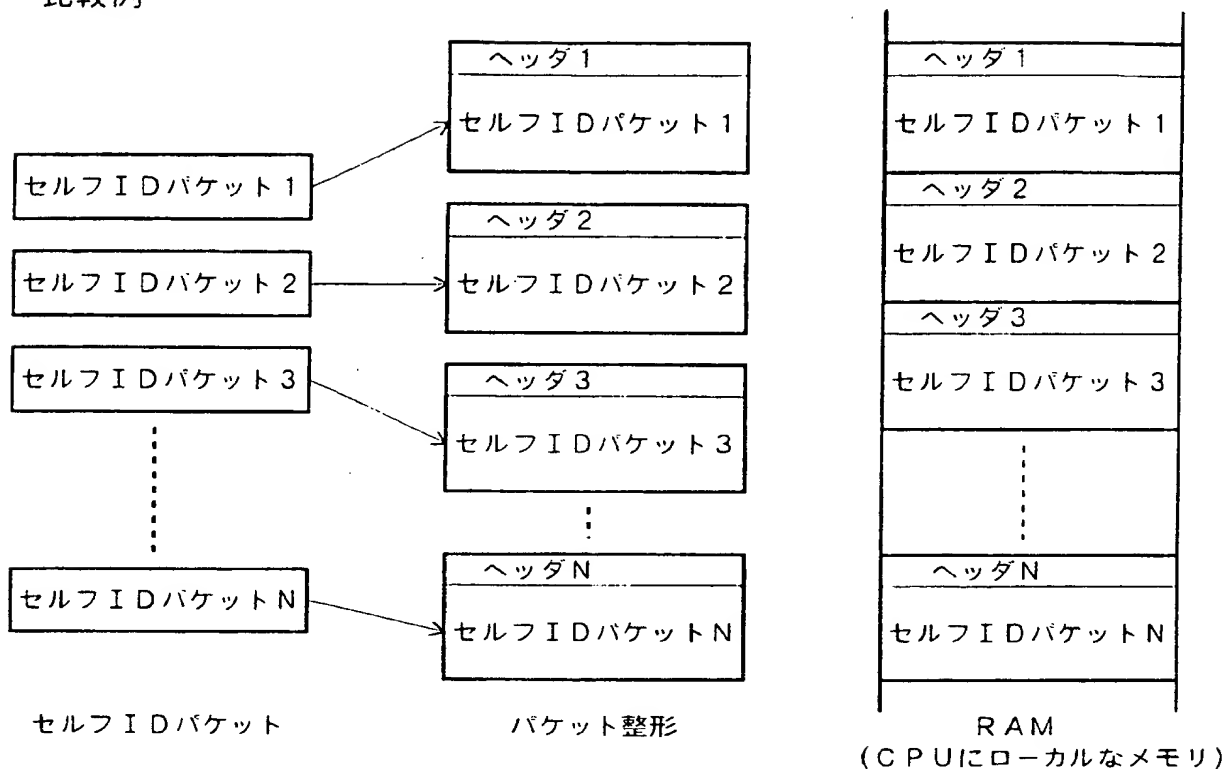 ヘッダ1
セルフIDパケット1
セルフIDパケット1
セルフIDパケット2
セルフIDパケット3
セルフIDパケットN
セルフIDパケット
ヘッダ2
セルフIDパケット2
ヘッダ3
セルフIDパケット3
ヘッダN
セルフIDパケットN
パケット整形
ヘッダ1
セルフIDパケット1
ヘッダ2
セルフIDパケット2
ヘッダ3
セルフIDパケット3
ヘッダN
セルフIDパケットN
RAM
(CPUにローカルなメモリ)